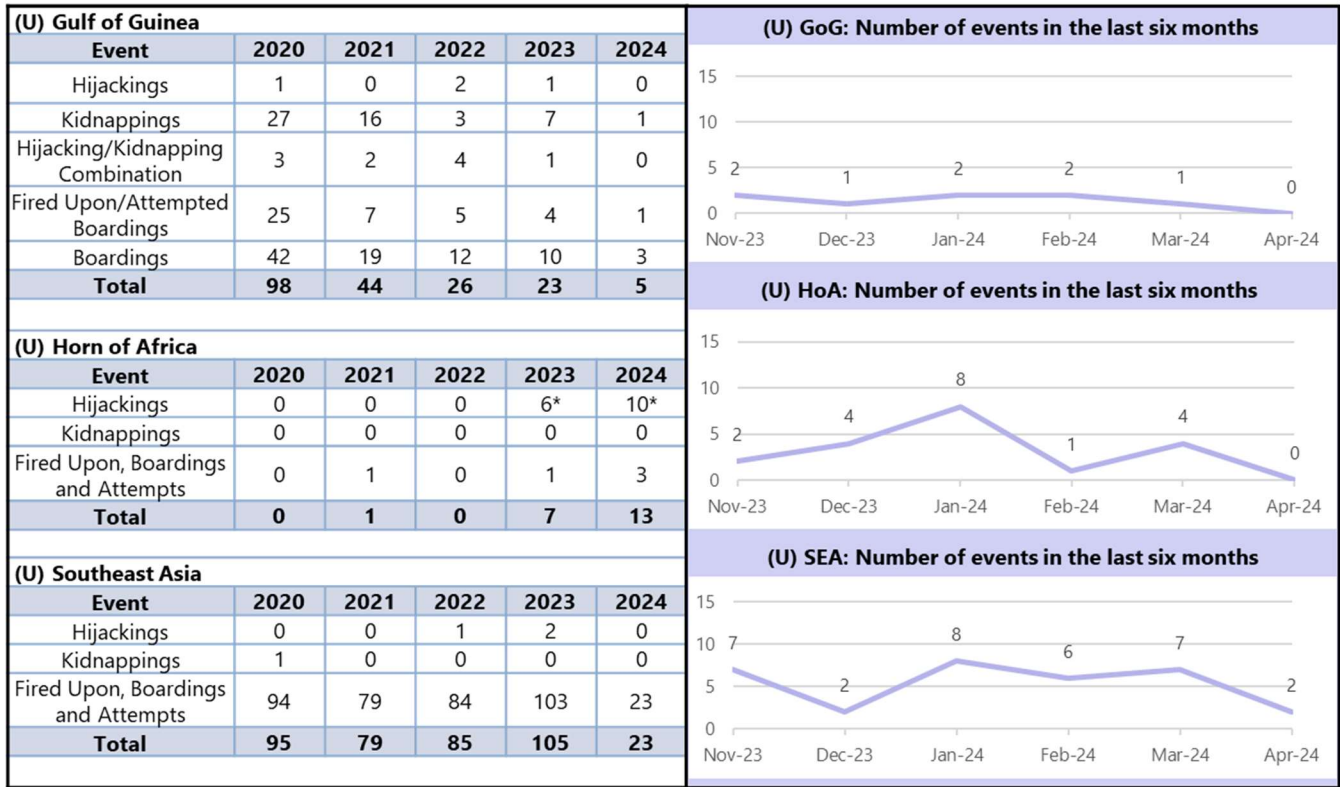 (U) Gulf of Guinea
Event 2020 2021 2022 2023 2024
Hijackings 1 0 2 1 0
Kidnappings 27 16 3 7 1
Hijacking/Kidnapping
Combination 3 2 4 1 0
Fired Upon/Attempted
Boardings 25 7 5 4 1
Boardings 42 19 12 10 3
Total 98 44 26 23 5
(U) Horn of Africa
Event 2020 2021 2022 2023 2024
Hijackings 0 0 0 6* 10*
Kidnappings 0 0 0 0 0
Fired Upon, Boardings
and Attempts 0 1 0 1 3
Total 0 1 0 7 13
(U) Southeast Asia
Event 2020 2021 2022 2023 2024
Hijackings 0 0 1 2 0
Kidnappings 1 0 0 0 0
Fired Upon, Boardings
and Attempts 94 79 84 103 23
Total 95 79 85 105 23
(U) GoG: Number of events in the last six months
15
10
5
0
2 1 2 2 1 0
Nov-23 Dec-23 Jan-24 Feb-24 Mar-24 Apr-24
(U) HoA: Number of events in the last six months
15
10
5
0
2 4 8 1 4 0
Nov-23 Dec-23 Jan-24 Feb-24 Mar-24 Apr-24
(U) SEA: Number of events in the last six months
15
10
5
0
7 2 8 6 7 2
Nov-23 Dec-23 Jan-24 Feb-24 Mar-24 Apr-24